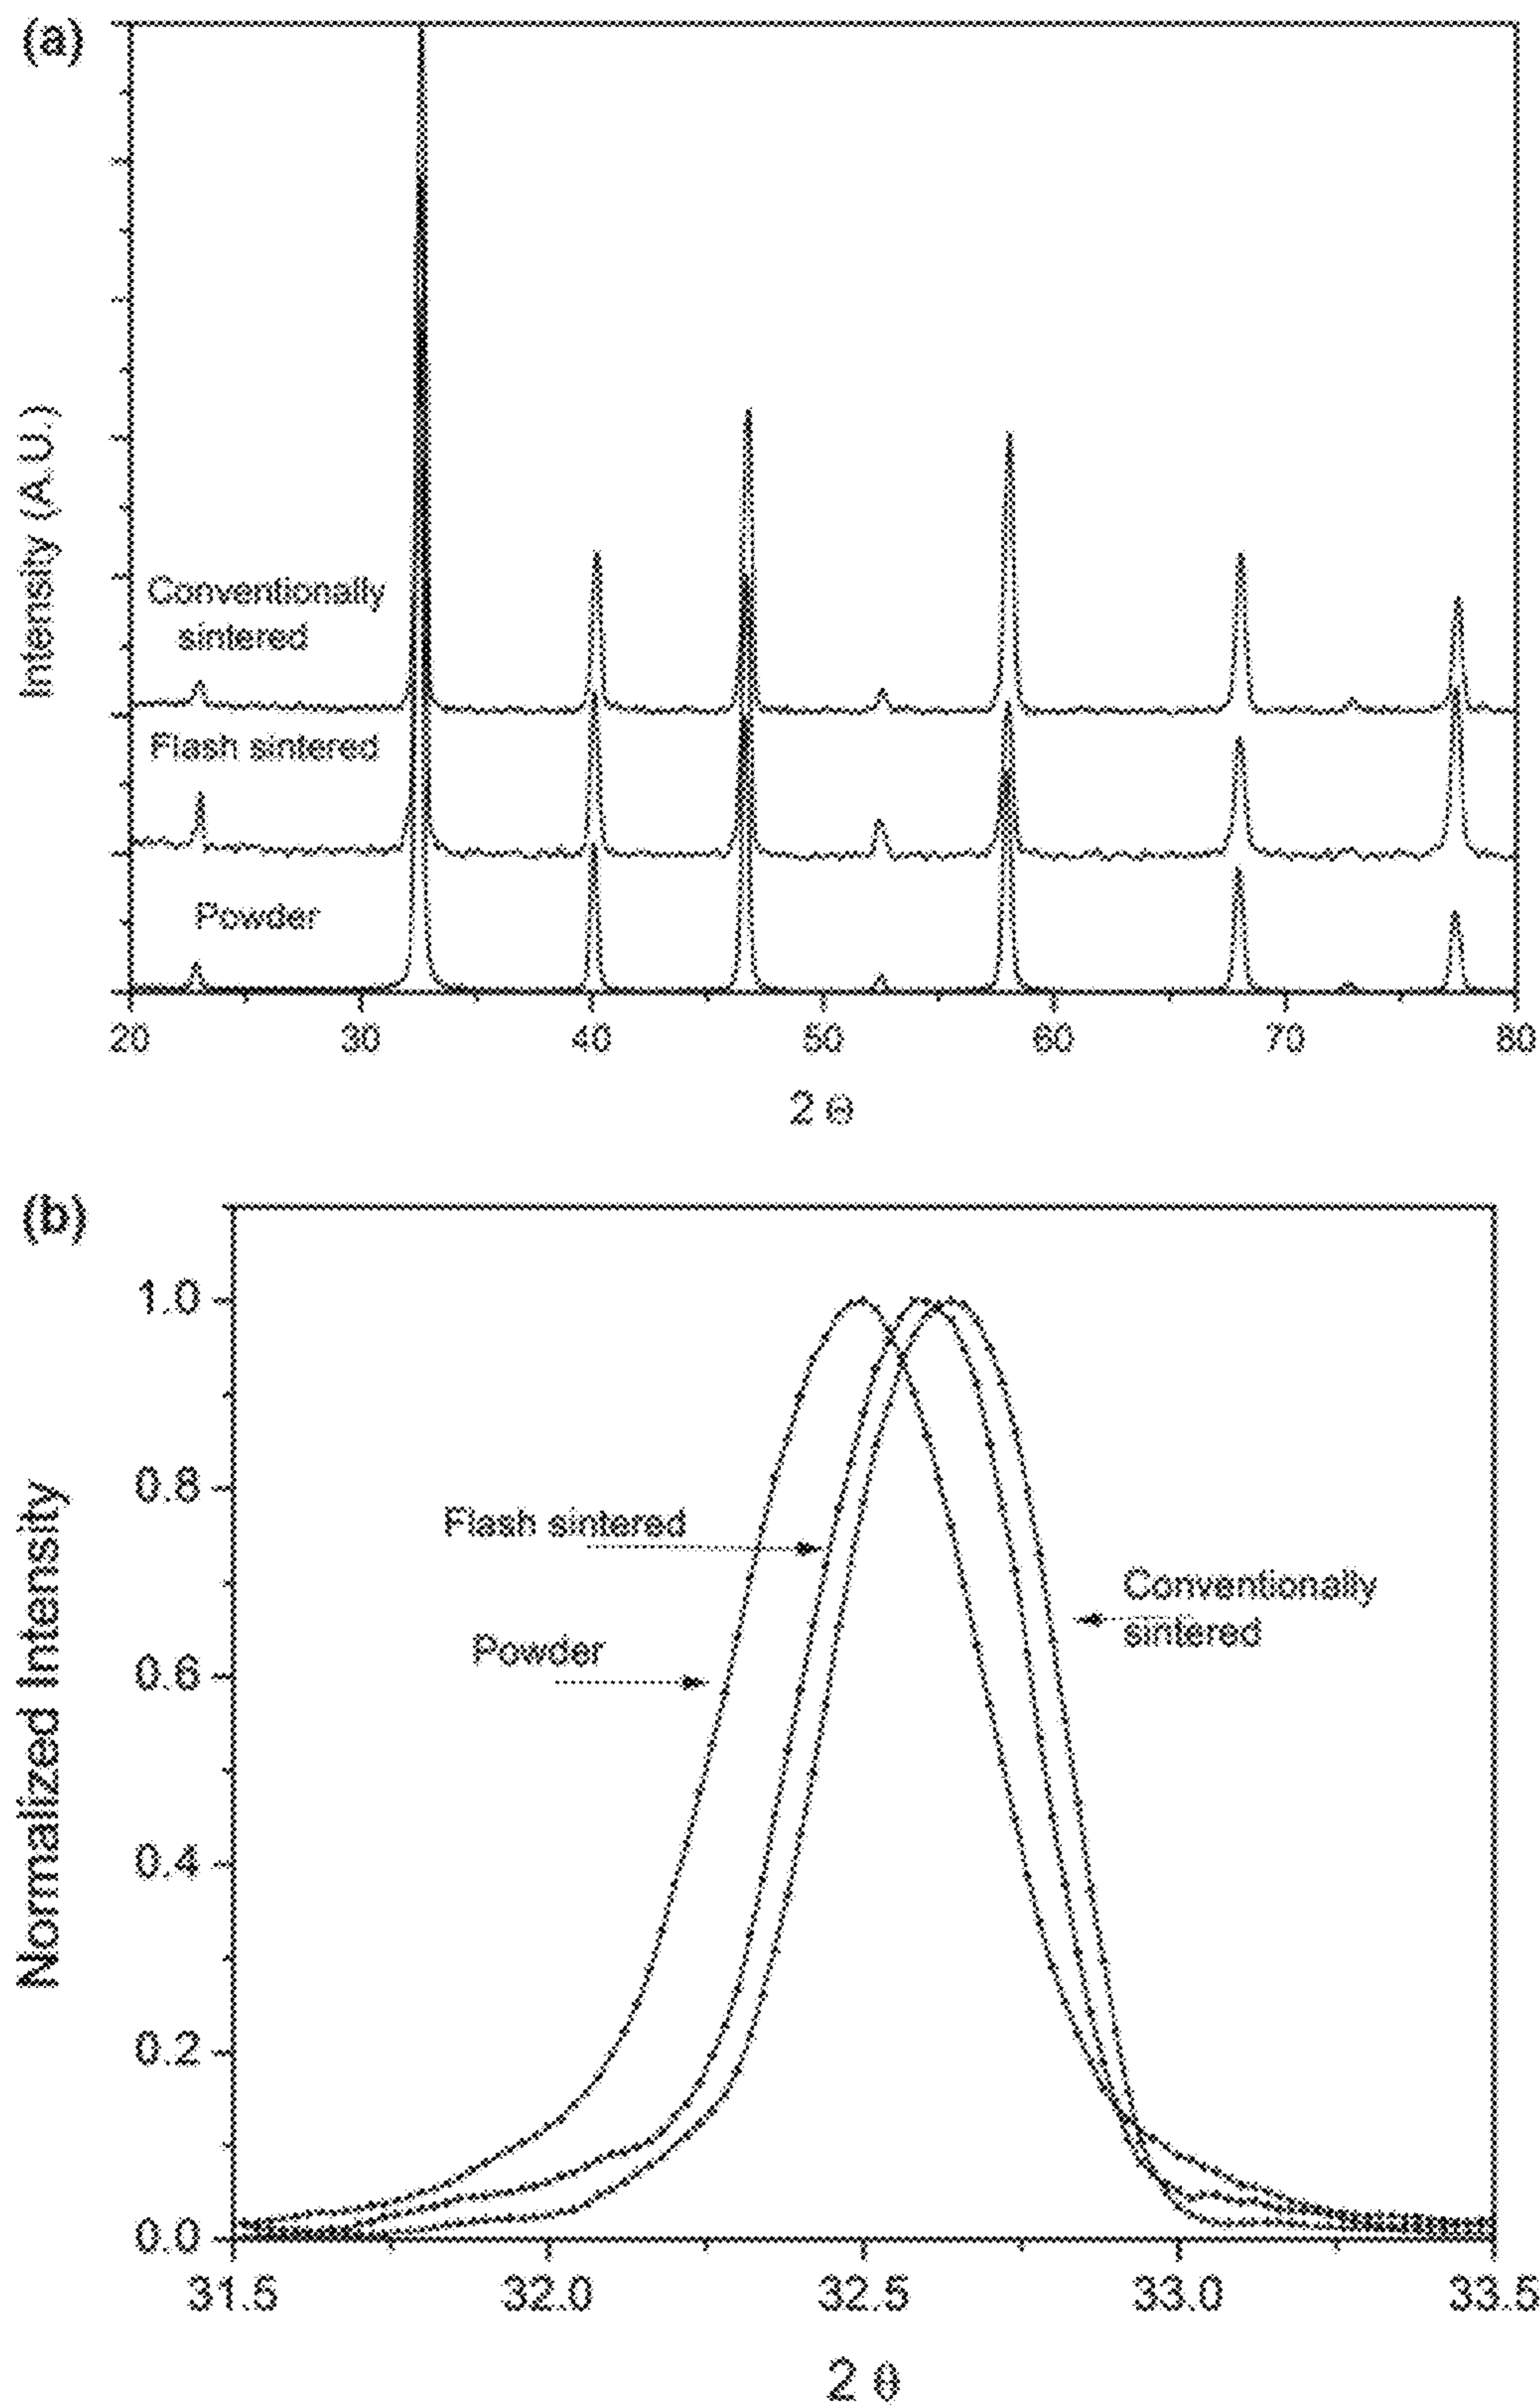 (a)
Intensity (A.U.)
Conventionally
sintered
Flash sintered
Powder
20 30 40 50 60 70 80
2 Θ
(b)
Normalized Intensity
1.0
0.8
0.6
0.4
0.2
0.0
Flash sintered
Powder
Conventionally
sintered
31.5 32.0 32.5 33.0 33.5
2 θ